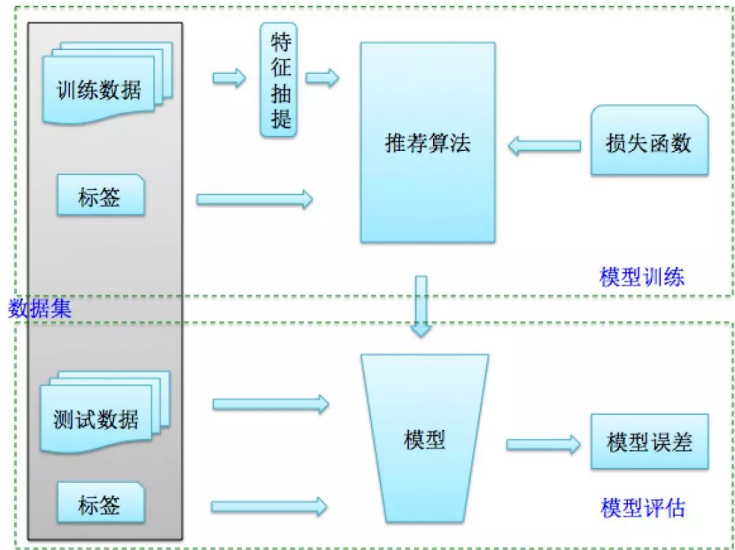 训练数据
特征抽提
推荐算法
损失函数
标签
模型训练
数据集
测试数据
模型
模型误差
标签
模型评估